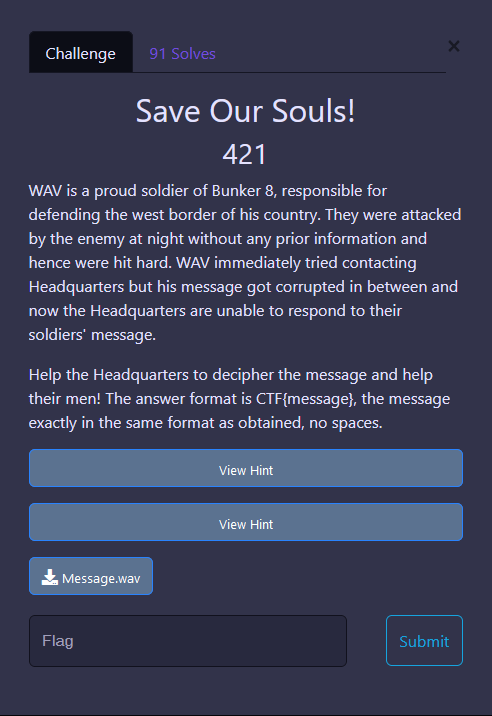 Challenge
91 Solves
×
Save Our Souls!
421
WAV is a proud soldier of Bunker 8, responsible for
defending the west border of his country. They were attacked
by the enemy at night without any prior information and
hence were hit hard. WAV immediately tried contacting
Headquarters but his message got corrupted in between and
now the Headquarters are unable to respond to their
soldiers' message.
Help the Headquarters to decipher the message and help
their men! The answer format is CTF{message}, the message
exactly in the same format as obtained, no spaces.
View Hint
View Hint
Message.wav
Flag
Submit